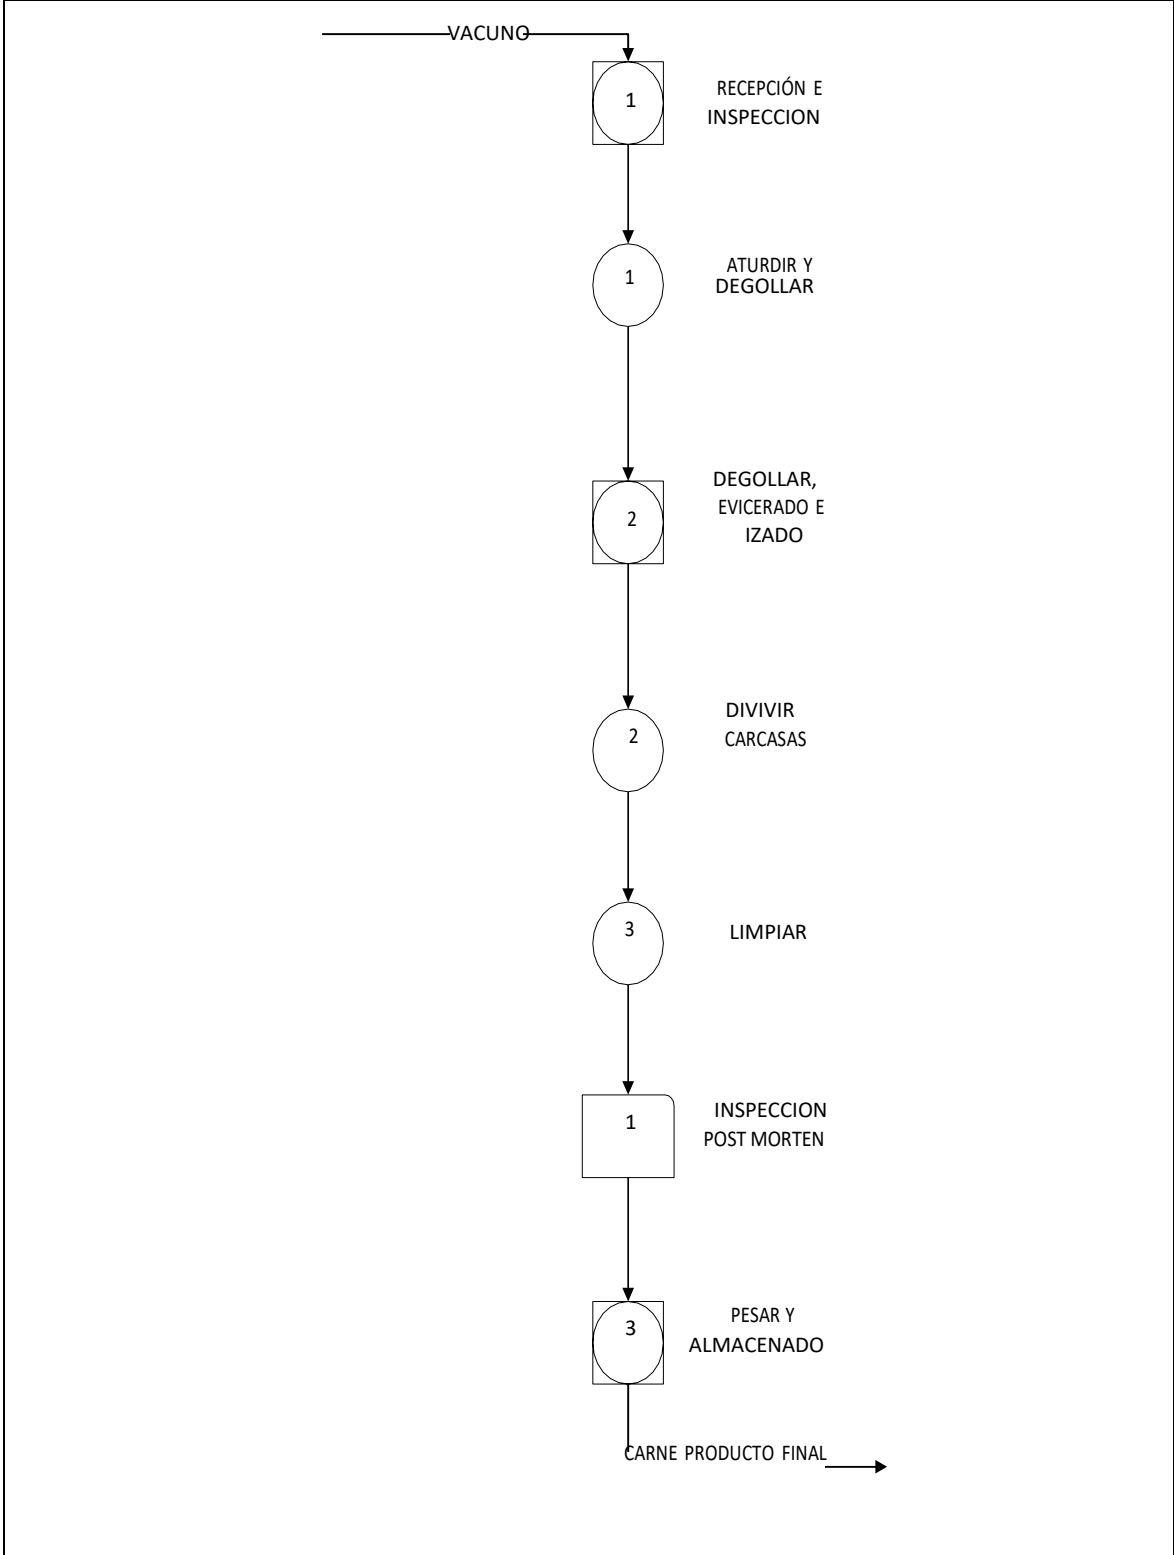 VACUNO
1
RECEPCIÓN E
INSPECCION
1
ATURDIR Y
DEGOLLAR
2
DEGOLLAR,
EVICERADO E
IZADO
2
DIVIVIR
CARCASAS
3
LIMPIAR
1
INSPECCION
POST MORTEN
3
PESAR Y
ALMACENADO
CARNE PRODUCTO FINAL